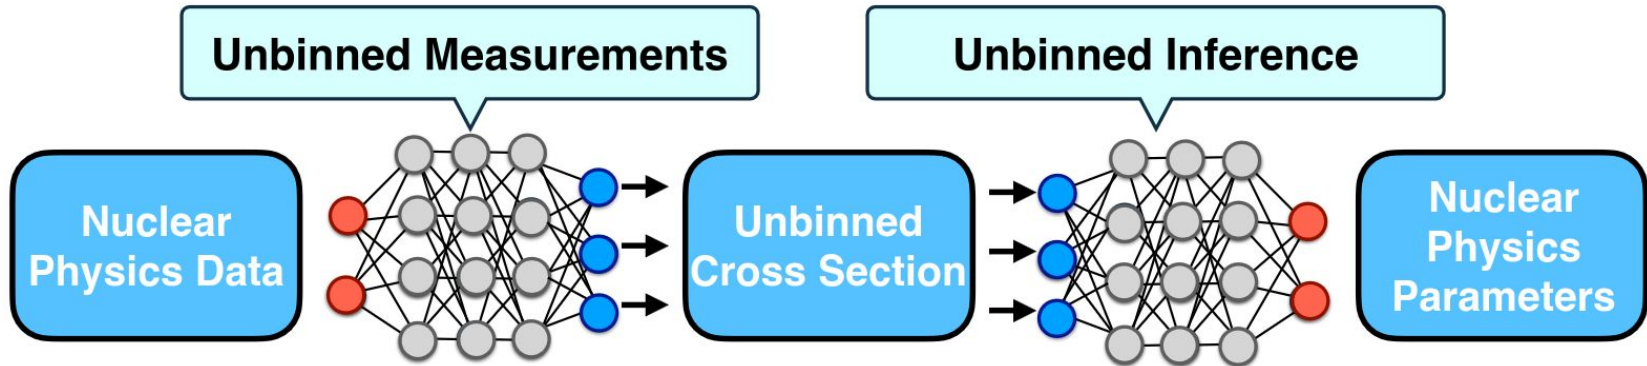 Unbinned Measurements
Unbinned Inference
Nuclear
Physics Data
Unbinned
Cross Section
Nuclear
Physics
Parameters